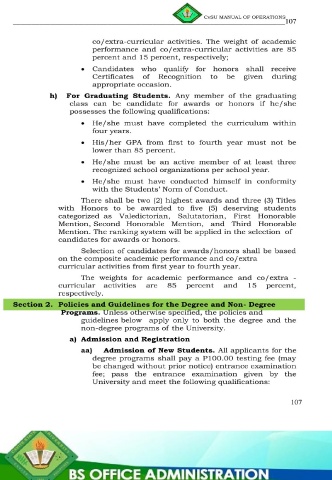 CvSU MANUAL OF OPERATIONS
107
co/extra-curricular activities. The weight of academic
performance and co/extra-curricular activities are 85
percent and 15 percent, respectively;
• Candidates who qualify for honors shall receive
Certificates of Recognition to be given during
appropriate occasion.
h) For Graduating Students. Any member of the graduating
class can be candidate for awards or honors if he/she
possesses the following qualifications:
• He/she must have completed the curriculum within
four years.
• His/her GPA from first to fourth year must not be
lower than 85 percent.
• He/she must be an active member of at least three
recognized school organizations per school year.
• He/she must have conducted himself in conformity
with the Students' Norm of Conduct.
There shall be two (2) highest awards and three (3) Titles
with Honors to be awarded to five (5) deserving students
categorized as Valedictorian, Salutatorian, First Honorable
Mention, Second Honorable Mention, and Third Honorable
Mention. The ranking system will be applied in the selection of
candidates for awards or honors.
Selection of candidates for awards/honors shall be based
on the composite academic performance and co/extra
curricular activities from first year to fourth year.
The weights for academic performance and co/extra -
curricular activities are 85 percent and 15 percent,
respectively.
Section 2. Policies and Guidelines for the Degree and Non- Degree
Programs. Unless otherwise specified, the policies and
guidelines below apply only to both the degree and the
non-degree programs of the University.
a) Admission and Registration
aa) Admission of New Students. All applicants for the
degree programs shall pay a P100.00 testing fee (may
be changed without prior notice) entrance examination
fee; pass the entrance examination given by the
University and meet the following qualifications:
107
BS OFFICE ADMINISTRATION